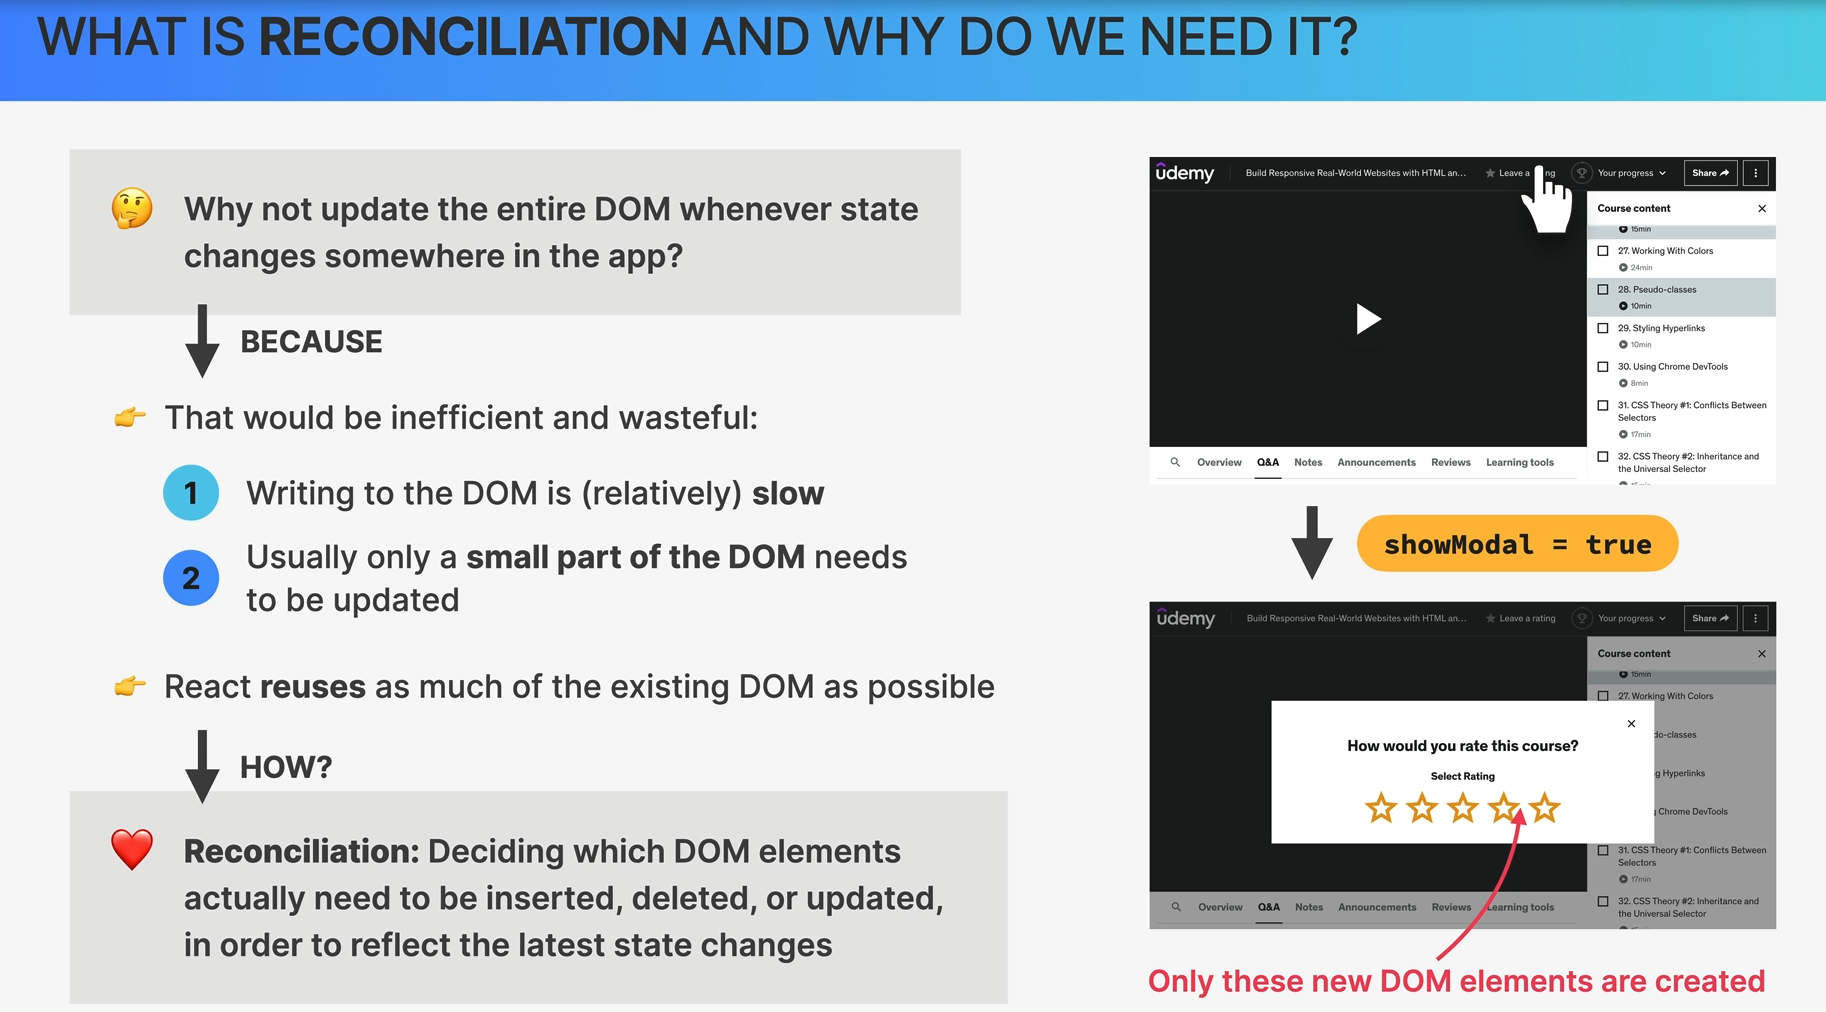 WHAT IS RECONCILIATION AND WHY DO WE NEED IT?
Why not update the entire DOM whenever state
changes somewhere in the app?
BECAUSE
That would be inefficient and wasteful:
1 Writing to the DOM is (relatively) slow
2 Usually only a small part of the DOM needs
to be updated
React reuses as much of the existing DOM as possible
HOW?
Reconciliation: Deciding which DOM elements
actually need to be inserted, deleted, or updated,
in order to reflect the latest state changes
udemy Build Responsive Real-World Websites with HTML an... Leave a ng Your progress Share
Course content
15min
27. Working With Colors
24min
28. Pseudo-classes
10min
29. Styling Hyperlinks
10min
30. Using Chrome DevTools
8min
31. CSS Theory #1: Conflicts Between
Selectors
17min
32. CSS Theory #2: Inheritance and
the Universal Selector
Overview Q&A Notes Announcements Reviews Learning tools
showModal = true
udemy Build Responsive Real-World Websites with HTML an... Leave a rating Your progress Share
Course content
15min
27. Working With Colors
do-classes
g Hyperlinks
Chrome DevTools
31. CSS Theory #1: Conflicts Between
Selectors
17min
32. CSS Theory #2: Inheritance and
the Universal Selector
How would you rate this course?
Select Rating
Overview Q&A Notes Announcements Reviews Learning tools
Only these new DOM elements are created